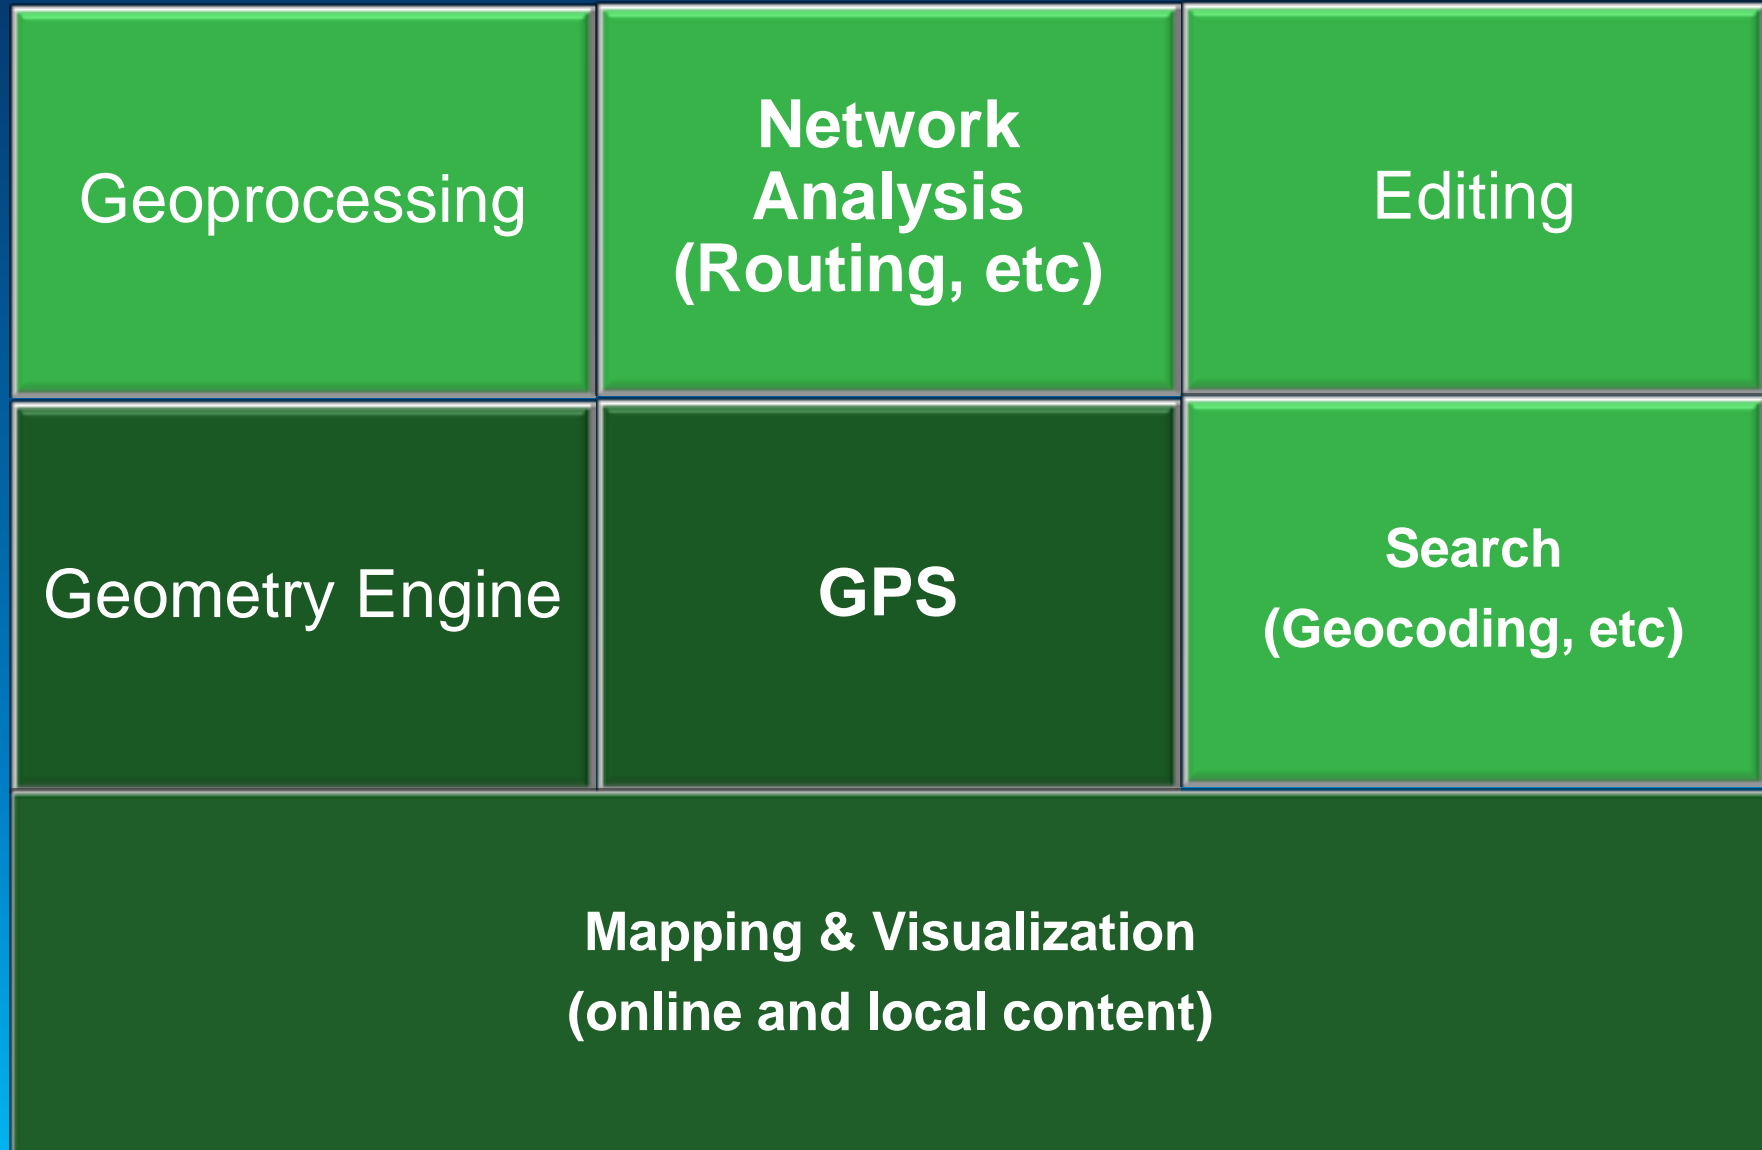 Geoprocessing
Network
Analysis
(Routing, etc)
Editing
Geometry Engine
GPS
Search
(Geocoding, etc)
Mapping & Visualization
(online and local content)